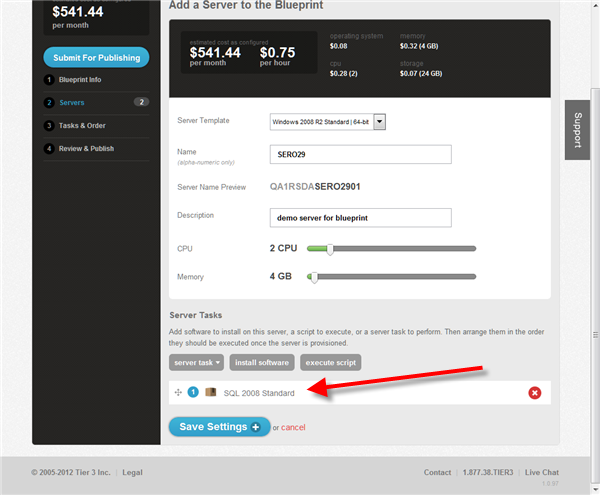 estimated cost as configured
$541.44
per month
Submit For Publishing
1 Blueprint Info
2 Servers 2
3 Tasks & Order
4 Review & Publish
Add a Server to the Blueprint
estimated cost as configured
$541.44 $0.75
per month per hour
operating system memory
$0.08 $0.32 (4 GB)
cpu storage
$0.28 (2) $0.07 (24 GB)
Server Template Windows 2008 R2 Standard | 64-bit
Name SERO29
(alpha-numeric only)
Server Name Preview QA1RSDASERO2901
Description demo server for blueprint
CPU 2 CPU
Memory 4 GB
Server Tasks
Add software to install on this server, a script to execute, or a server task to perform. Then arrange them in the order
they should be executed once the server is provisioned.
server task install software execute script
1 SQL 2008 Standard
Save Settings or cancel
Support
© 2005-2012 Tier 3 Inc. | Legal Contact | 1.877.38.TIER3 | Live Chat